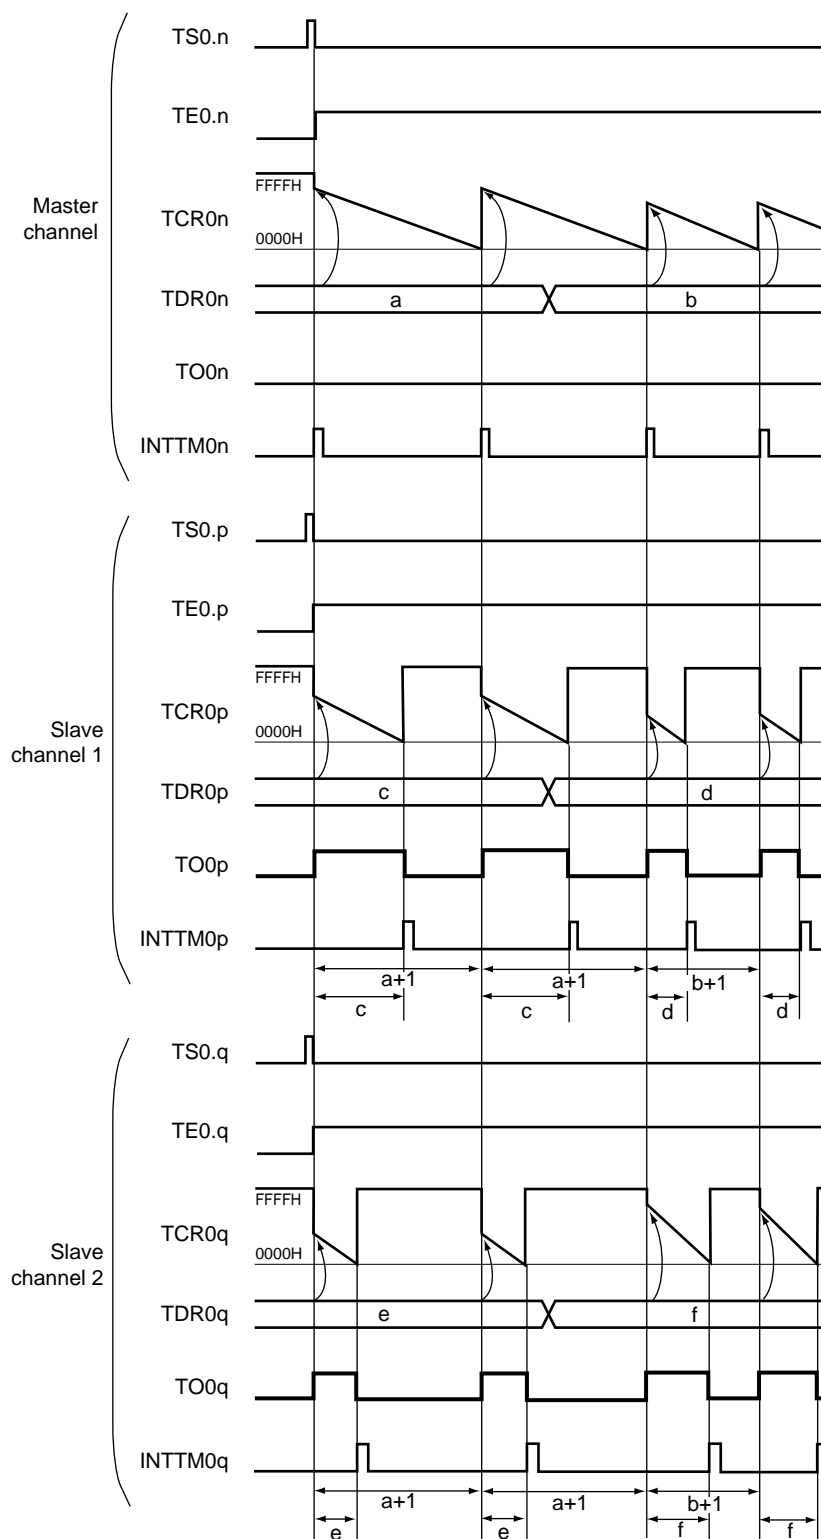 Master
channel
TS0.n
TE0.n
FFFFH
TCR0n
0000H
TDR0n
a
b
TO0n
INTTM0n
Slave
channel 1
TS0.p
TE0.p
FFFFH
TCR0p
0000H
TDR0p
c
d
TO0p
INTTM0p
a+1
a+1
b+1
c
c
d
d
Slave
channel 2
TS0.q
TE0.q
FFFFH
TCR0q
0000H
TDR0q
e
f
TO0q
INTTM0q
a+1
a+1
b+1
e
e
f
f